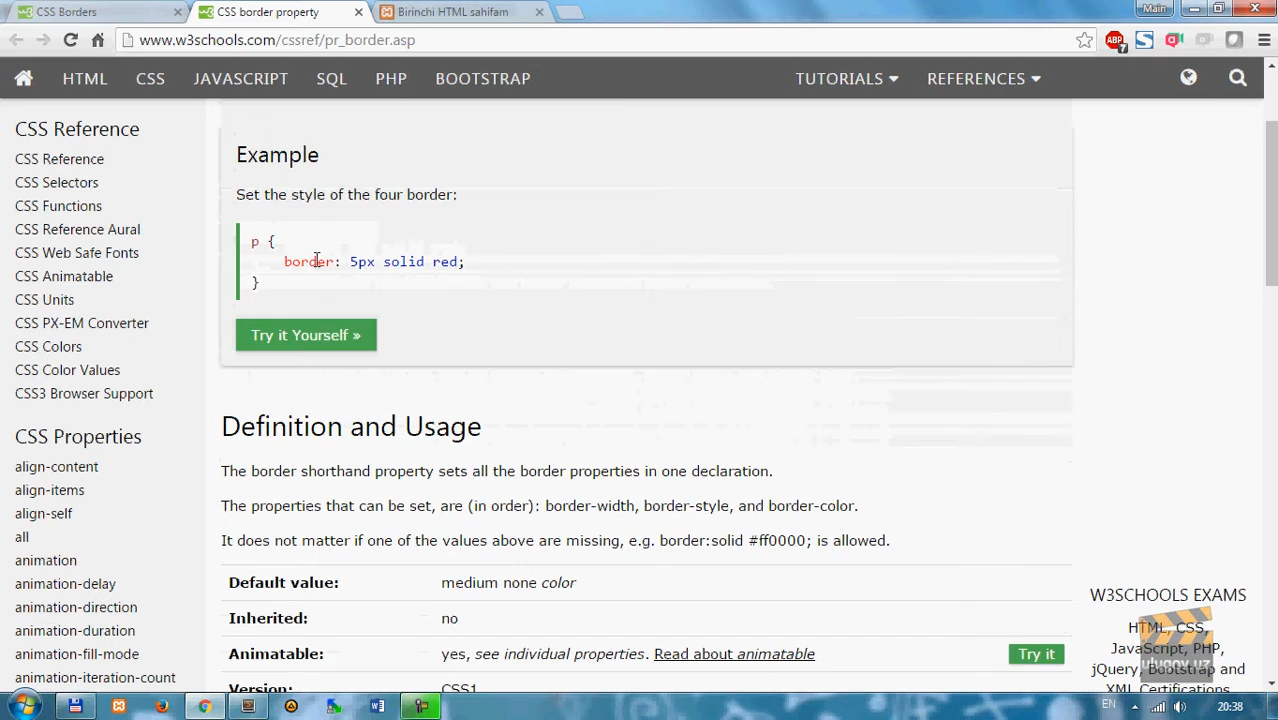 CSS Borders
CSS border property
Birinchi HTML sahifam
Main
www.w3schools.com/cssref/pr_border.asp
ABP
7
HTML
CSS
JAVASCRIPT
SQL
PHP
BOOTSTRAP
TUTORIALS
REFERENCES
CSS Reference
CSS Reference
CSS Selectors
CSS Functions
CSS Reference Aural
CSS Web Safe Fonts
CSS Animatable
CSS Units
CSS PX-EM Converter
CSS Colors
CSS Color Values
CSS3 Browser Support
CSS Properties
align-content
align-items
align-self
all
animation
animation-delay
animation-direction
animation-duration
animation-fill-mode
animation-iteration-count
Example
Set the style of the four border:
p {
border: 5px solid red;
}
Try it Yourself »
Definition and Usage
The border shorthand property sets all the border properties in one declaration.
The properties that can be set, are (in order): border-width, border-style, and border-color.
It does not matter if one of the values above are missing, e.g. border:solid #ff0000; is allowed.
Default value: medium none color
Inherited: no
Animatable: yes, see individual properties. Read about animatable Try it
Version: CSS1
W3SCHOOLS EXAMS
HTML, CSS,
JavaScript, PHP,
jQuery, Bootstrap and
XML Certifications
ulugov.uz
EN
20:38